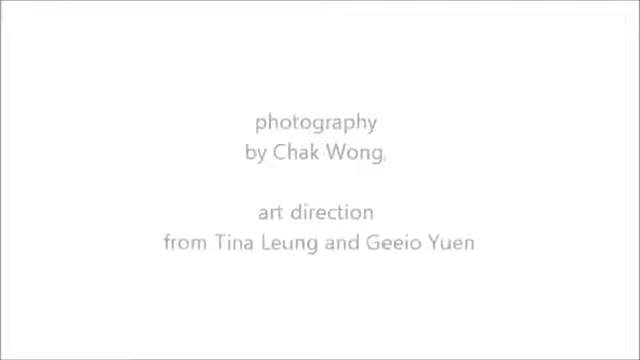 photography
by Chak Wong,
art direction
from Tina Leung and Geeio Yuen